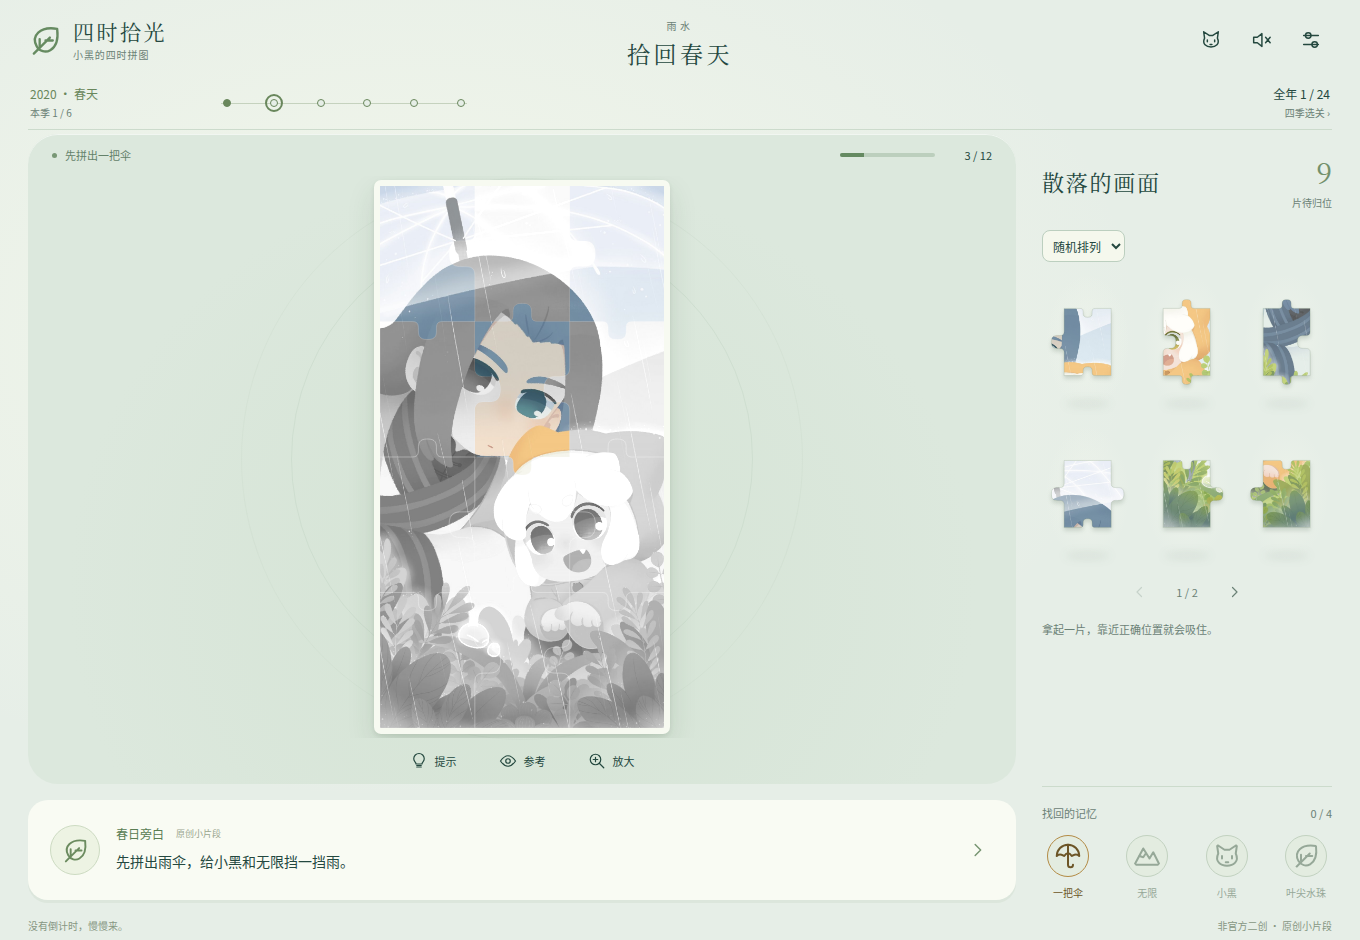 四时拾光
小黑的四时拼图
雨水
拾回春天
2020 · 春天
本季 1 / 6
全年 1 / 24
四季选关 ›
先拼出一把伞
3 / 12
散落的画面
9
片待归位
随机排列
1 / 2
拿起一片，靠近正确位置就会吸住。
提示
参考
放大
春日旁白 原创小片段
先拼出雨伞，给小黑和无限挡一挡雨。
找回的记忆
0 / 4
一把伞
无限
小黑
叶尖水珠
没有倒计时，慢慢来。
非官方二创 · 原创小片段